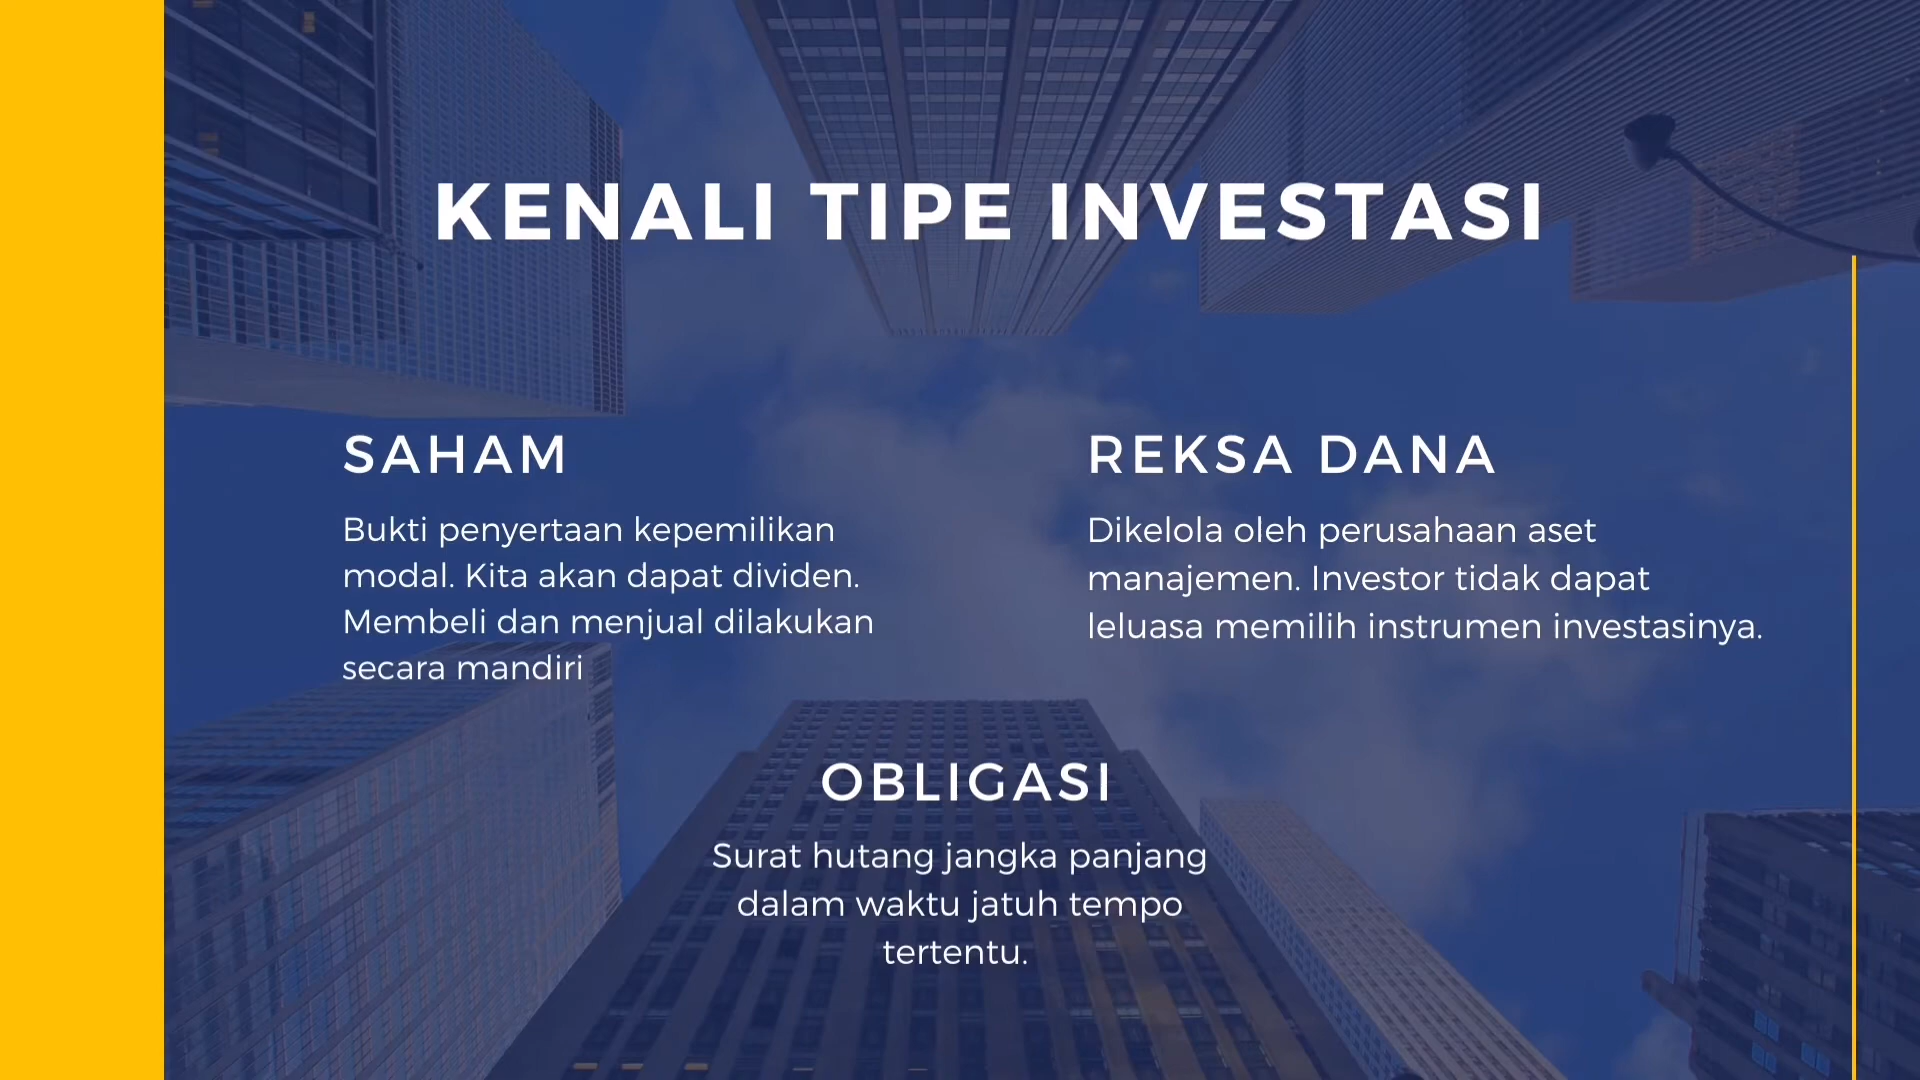 KENALI TIPE INVESTASI
SAHAM
Bukti penyertaan kepemilikan
modal. Kita akan dapat dividen.
Membeli dan menjual dilakukan
secara mandiri
REKSA DANA
Dikelola oleh perusahaan aset
manajemen. Investor tidak dapat
leluasa memilih instrumen investasinya.
OBLIGASI
Surat hutang jangka panjang
dalam waktu jatuh tempo
tertentu.